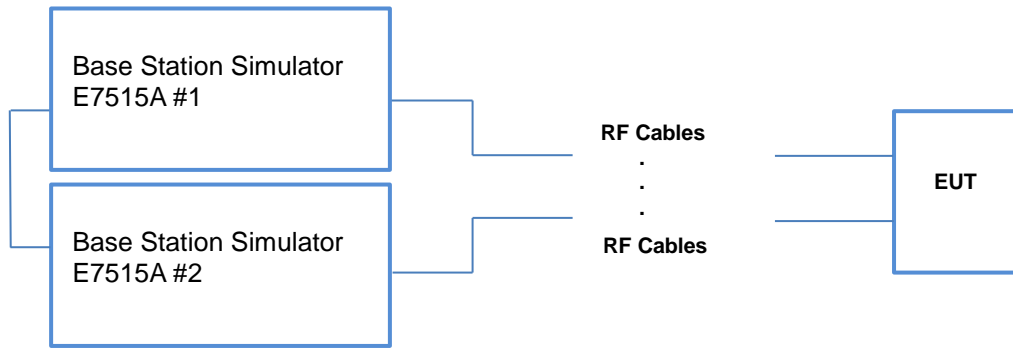 Base Station Simulator
E7515A #1
RF Cables
.
.
.
RF Cables
EUT
Base Station Simulator
E7515A #2